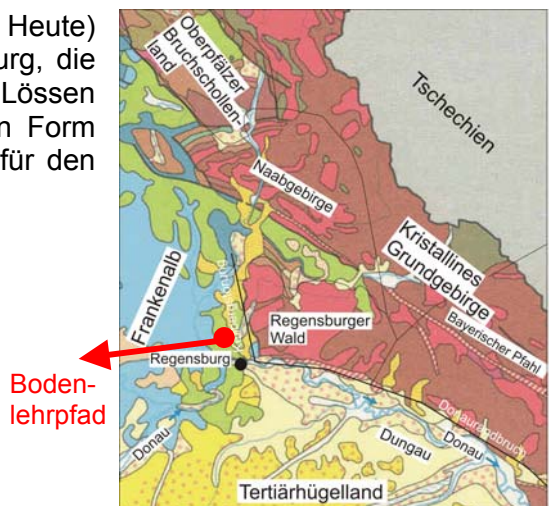 Heute)
urg, die
Lössen
n Form
für den
Oberpfälzer
Bruchschollen-
land
Tschechien
Naabgebirge
Kristallines
Grundgebirge
Frankenalb
Regensburger
Wald
Bayerischer Pfahl
Regensburg
Boden-
lehrpfad
Donaurandbruch
Donau
Dungau
Donau
Tertiärhügelland